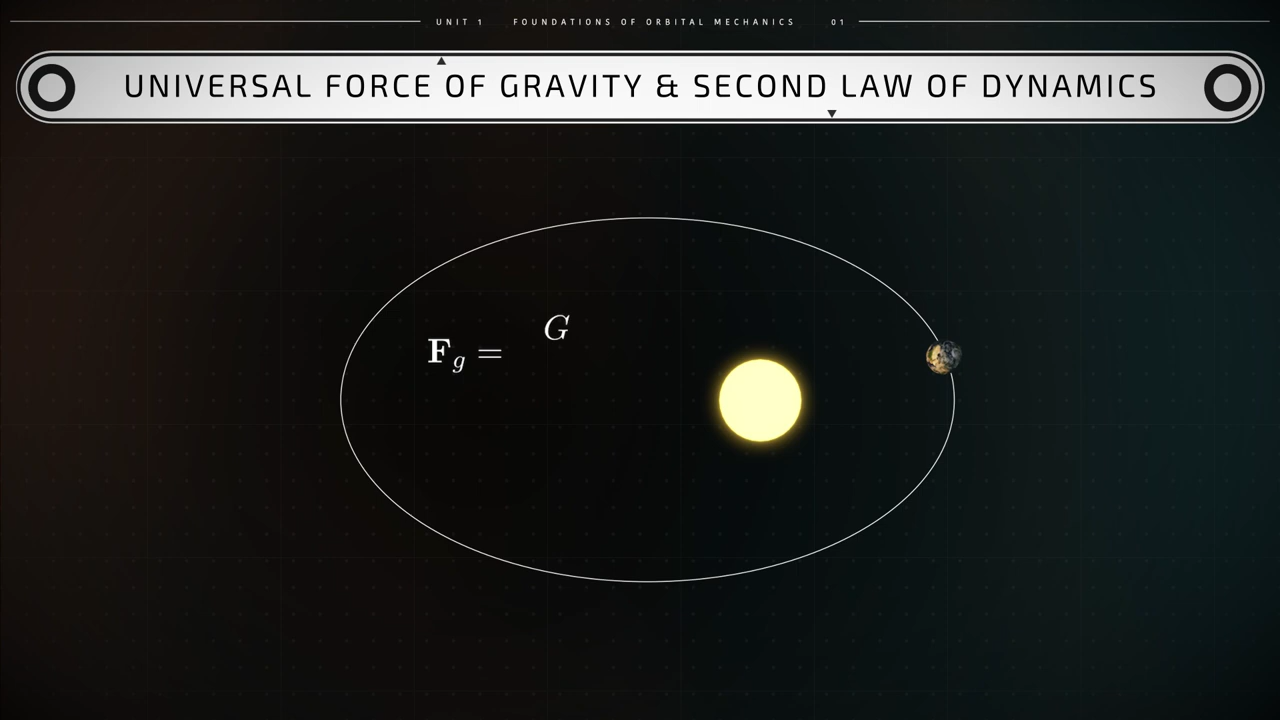 UNIT 1 FOUNDATIONS OF ORBITAL MECHANICS 01
UNIVERSAL FORCE OF GRAVITY & SECOND LAW OF DYNAMICS
G
F_g =